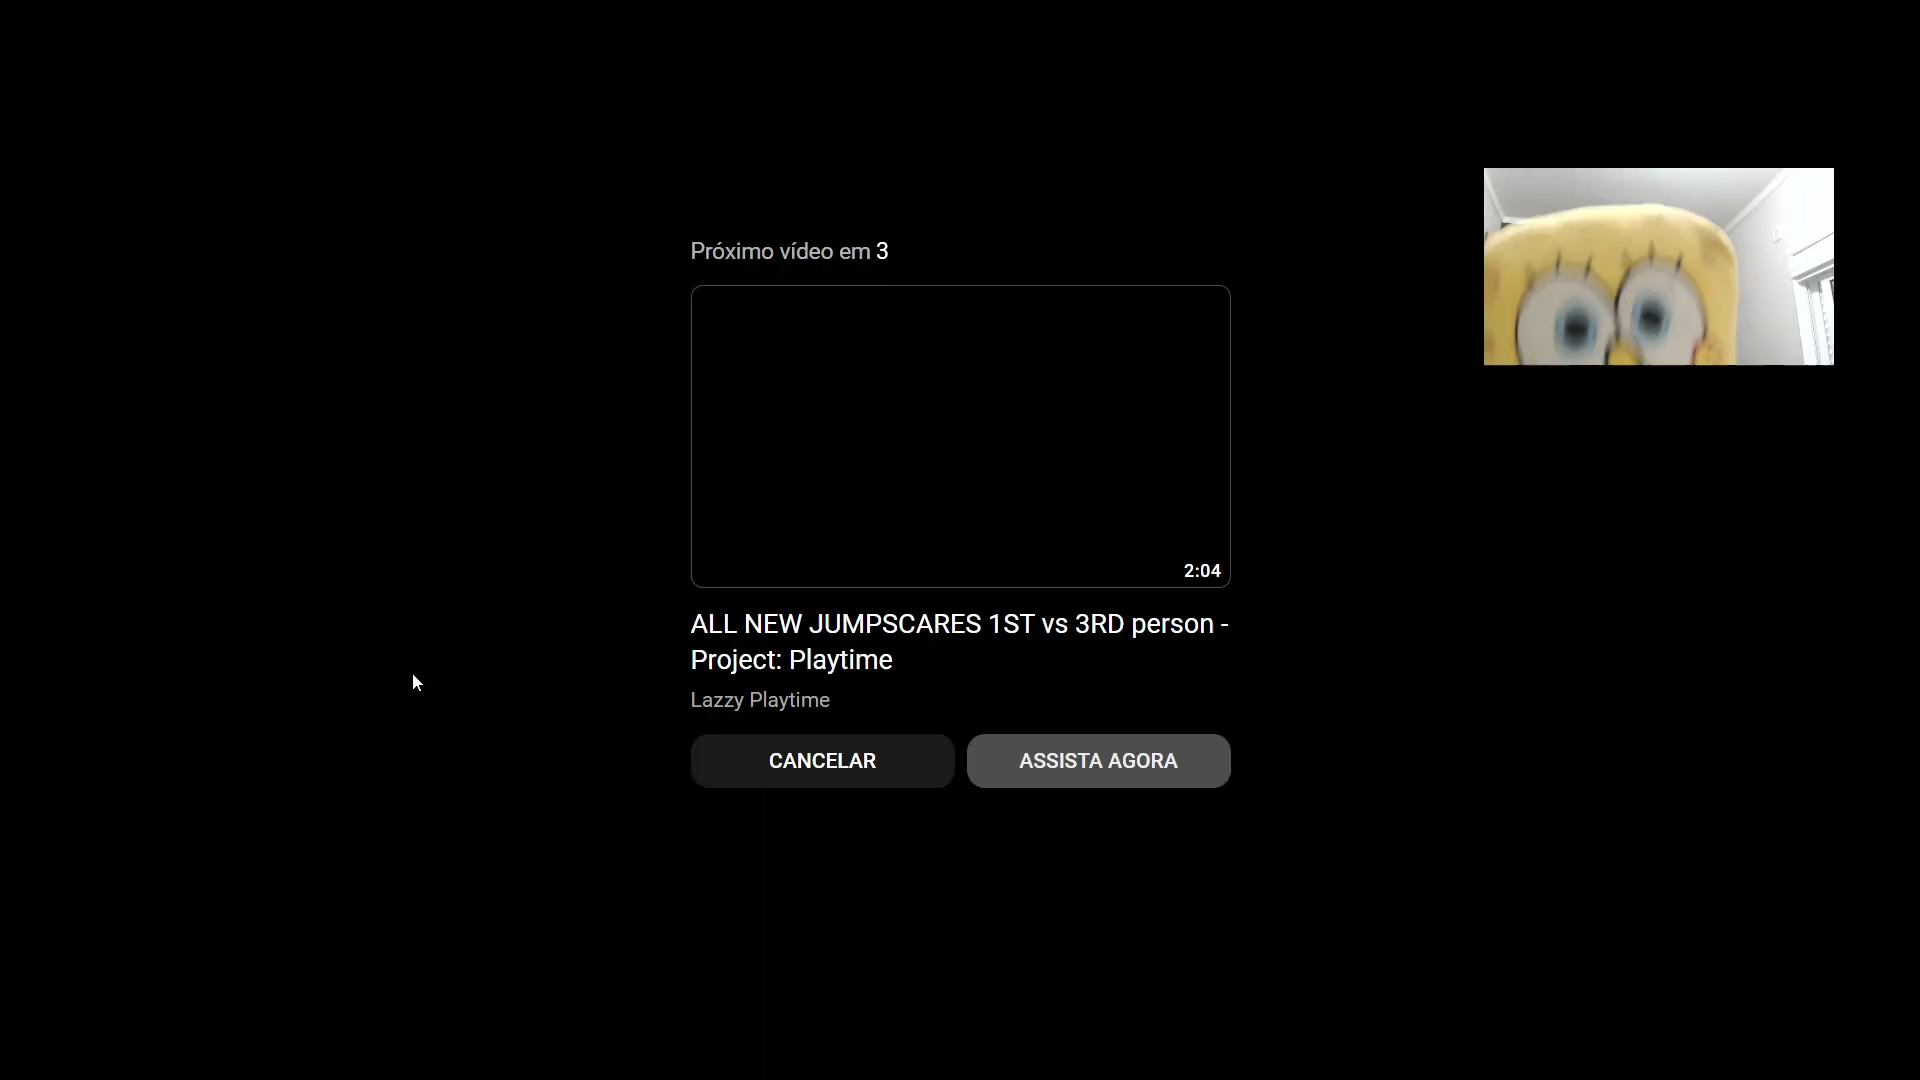 Próximo vídeo em 3
2:04
ALL NEW JUMPSCARES 1ST vs 3RD person -
Project: Playtime
Lazzy Playtime
CANCELAR
ASSISTA AGORA